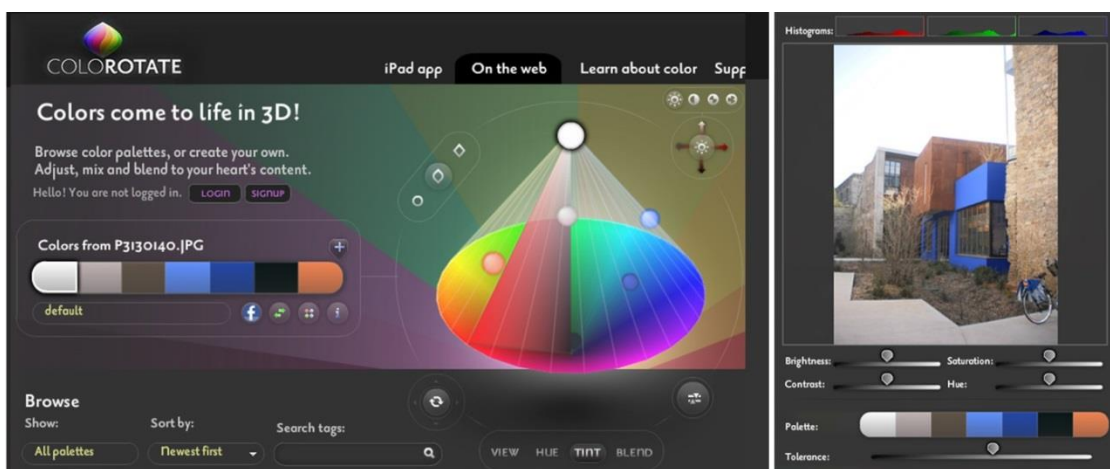 COLOROTATE
iPad app On the web Learn about color Supp
Colors come to life in 3D!
Browse color palettes, or create your own.
Adjust, mix and blend to your heart's content.
Hello! You are not logged in. LOGIN SIGNUP
Colors from P3130140.JPG
default
Browse
Show: Sort by: Search tags:
All palettes Newest first
VIEW HUE TINT BLEND
Histograms:
Brightness: Saturation:
Contrast: Hue:
Palette:
Tolerance: